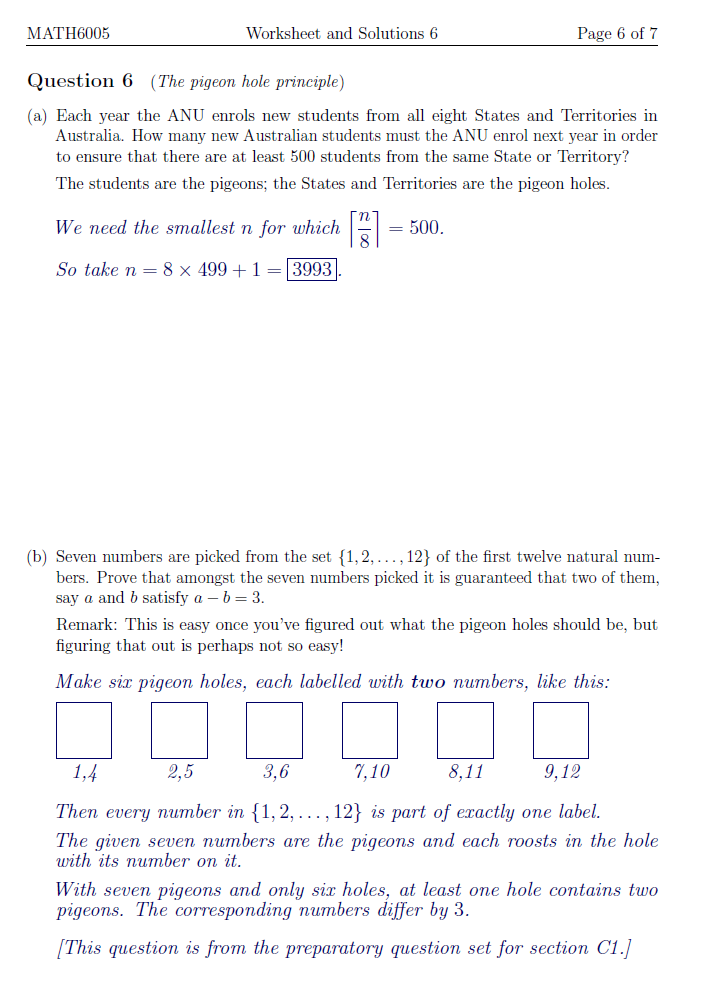 MATH6005 Worksheet and Solutions 6 Page 6 of 7
Question 6 (The pigeon hole principle)
(a) Each year the ANU enrols new students from all eight States and Territories in
Australia. How many new Australian students must the ANU enrol next year in order
to ensure that there are at least 500 students from the same State or Territory?
The students are the pigeons; the States and Territories are the pigeon holes.
We need the smallest n for which ⌈n/8⌉ = 500.
So take n = 8 × 499 + 1 = 3993.
(b) Seven numbers are picked from the set {1, 2, . . . , 12} of the first twelve natural num-
bers. Prove that amongst the seven numbers picked it is guaranteed that two of them,
say a and b satisfy a − b = 3.
Remark: This is easy once you've figured out what the pigeon holes should be, but
figuring that out is perhaps not so easy!
Make six pigeon holes, each labelled with two numbers, like this:
1,4 2,5 3,6 7,10 8,11 9,12
Then every number in {1, 2, . . . , 12} is part of exactly one label.
The given seven numbers are the pigeons and each roosts in the hole
with its number on it.
With seven pigeons and only six holes, at least one hole contains two
pigeons. The corresponding numbers differ by 3.
[This question is from the preparatory question set for section C1.]